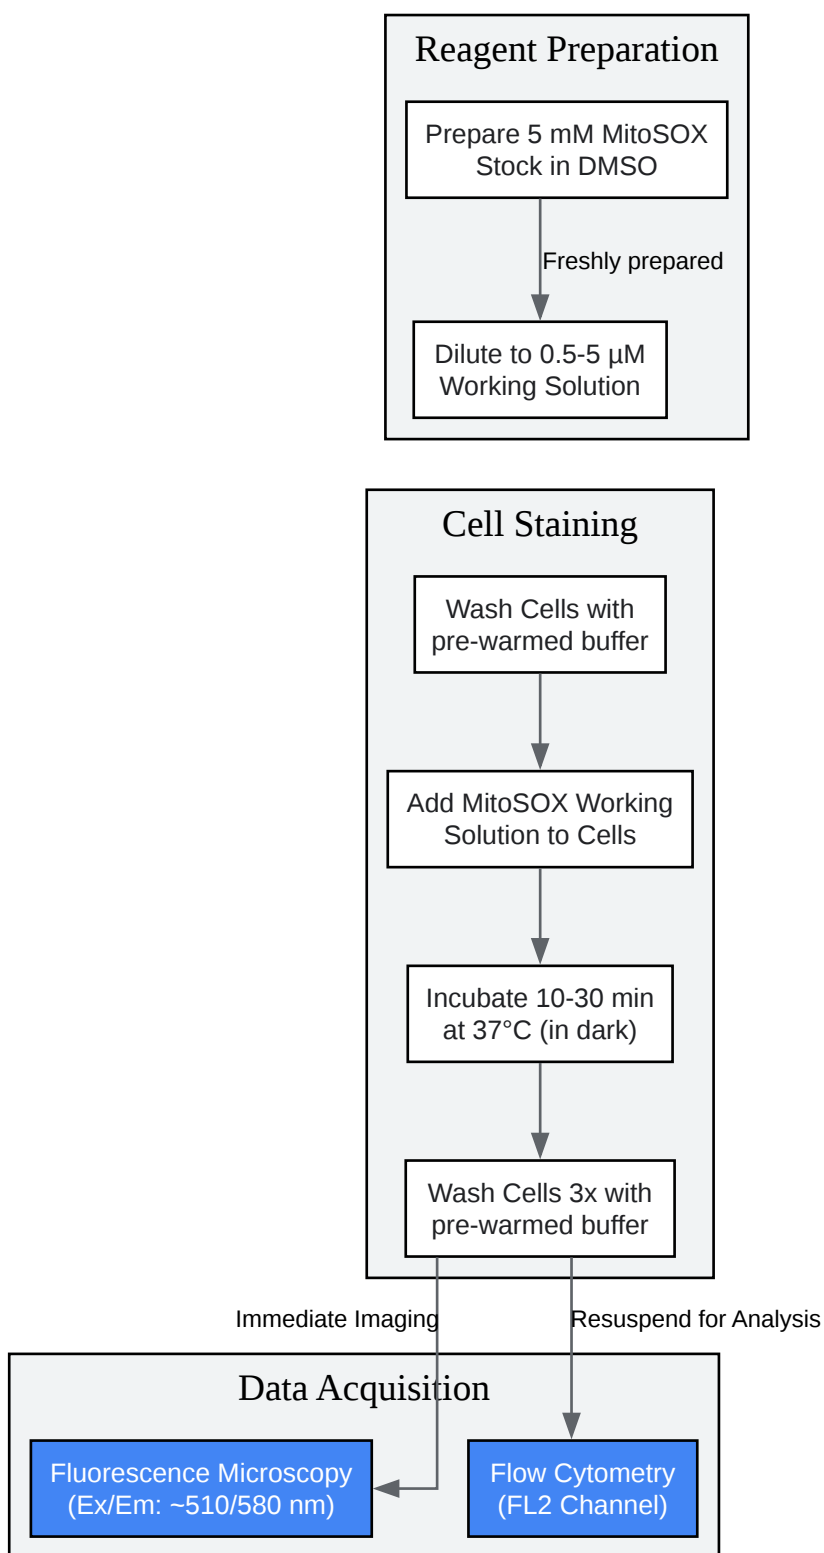 Reagent Preparation
Prepare 5 mM MitoSOX
Stock in DMSO
Freshly prepared
Dilute to 0.5-5 µM
Working Solution
Cell Staining
Wash Cells with
pre-warmed buffer
Add MitoSOX Working
Solution to Cells
Incubate 10-30 min
at 37°C (in dark)
Wash Cells 3x with
pre-warmed buffer
Immediate Imaging
Resuspend for Analysis
Data Acquisition
Fluorescence Microscopy
(Ex/Em: ~510/580 nm)
Flow Cytometry
(FL2 Channel)